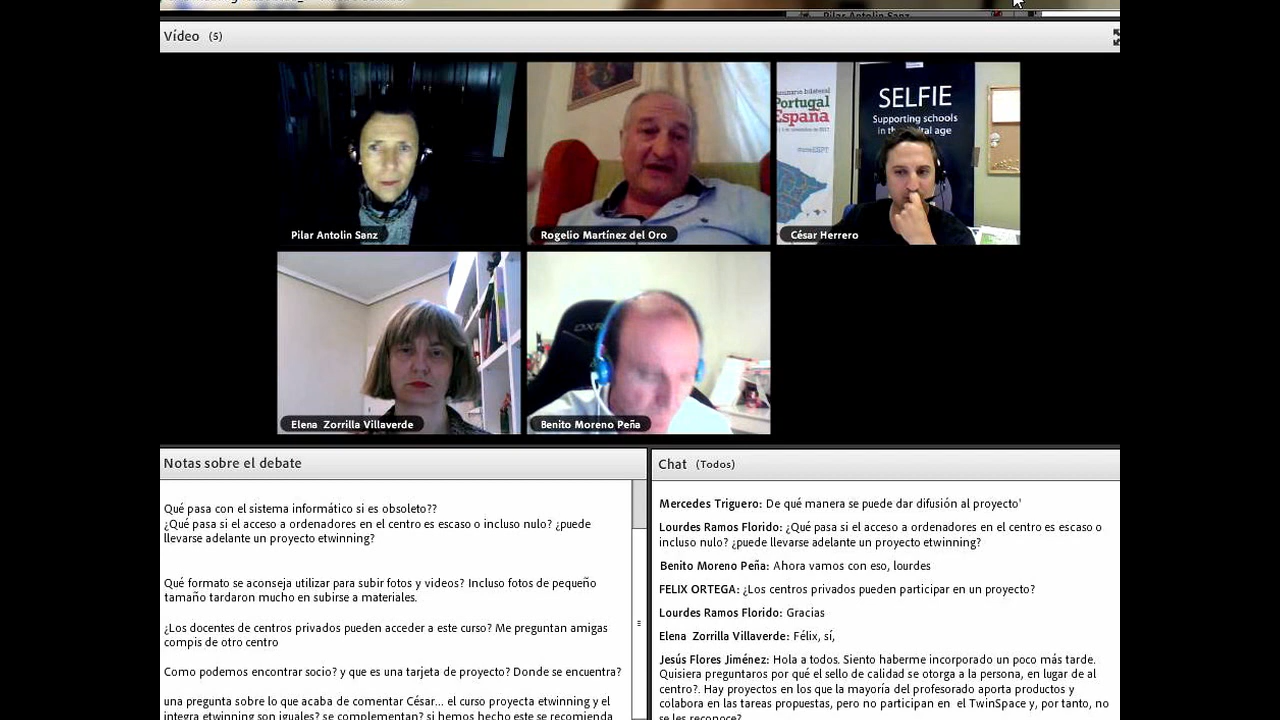 Pilar Antolin Sanz
Vídeo (5)
Portugal
España
SELFIE
Supporting schools
in the digital age
Pilar Antolin Sanz
Rogelio Martínez del Oro
César Herrero
DXR
Elena Zorrilla Villaverde
Benito Moreno Peña
Notas sobre el debate
Qué pasa con el sistema informático si es obsoleto??
¿Qué pasa si el acceso a ordenadores en el centro es escaso o incluso nulo? ¿puede
llevarse adelante un proyecto etwinning?
Qué formato se aconseja utilizar para subir fotos y videos? Incluso fotos de pequeño
tamaño tardaron mucho en subirse a materiales.
¿Los docentes de centros privados pueden acceder a este curso? Me preguntan amigas
compis de otro centro
Como podemos encontrar socio? y que es una tarjeta de proyecto? Donde se encuentra?
una pregunta sobre lo que acaba de comentar César... el curso proyecta etwinning y el
integra etwinning son iguales? se complementan? si hemos hecho este se recomienda
Chat (Todos)
Mercedes Triguero: De qué manera se puede dar difusión al proyecto'
Lourdes Ramos Florido: ¿Qué pasa si el acceso a ordenadores en el centro es escaso o
incluso nulo? ¿puede llevarse adelante un proyecto etwinning?
Benito Moreno Peña: Ahora vamos con eso, lourdes
FELIX ORTEGA: ¿Los centros privados pueden participar en un proyecto?
Lourdes Ramos Florido: Gracias
Elena Zorrilla Villaverde: Félix, sí,
Jesús Flores Jiménez: Hola a todos. Siento haberme incorporado un poco más tarde.
Quisiera preguntaros por qué el sello de calidad se otorga a la persona, en lugar de al
centro?. Hay proyectos en los que la mayoría del profesorado aporta productos y
colabora en las tareas propuestas, pero no participan en el TwinSpace y, por tanto, no
se les reconoce?